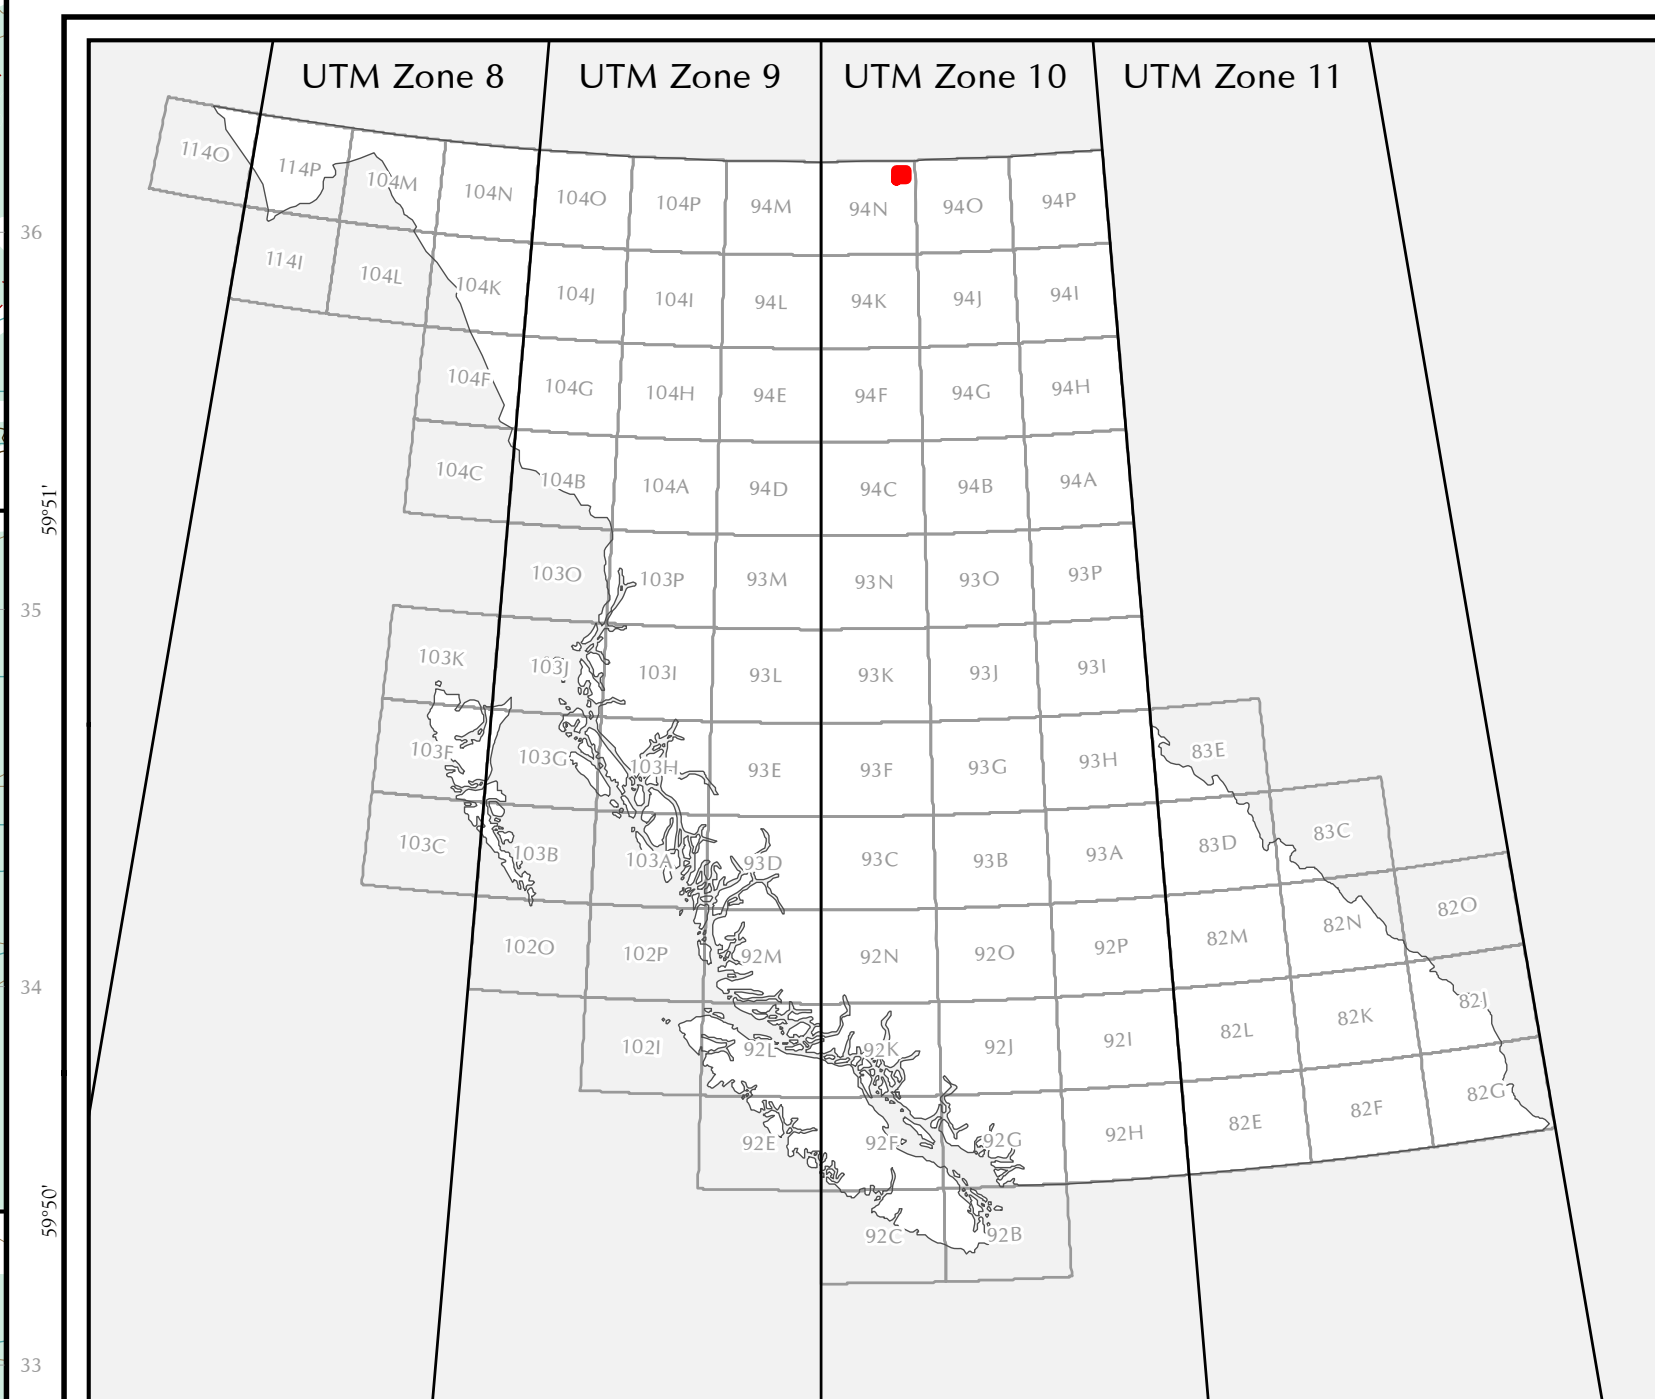 UTM Zone 8 UTM Zone 9 UTM Zone 10 UTM Zone 11
114O 114P 104M 104N 104O 104P 94M 94N 94O 94P
36
114I 104L 104K 104J 104I 94L 94K 94J 94I
104F 104G 104H 94E 94F 94G 94H
59°51'
104C 104B 104A 94D 94C 94B 94A
103O 103P 93M 93N 93O 93P
35
103K 103J 103I 93L 93K 93J 93I
103F 103G 103H 93E 93F 93G 93H 83E
103C 103B 103A 93D 93C 93B 93A 83D 83C
102O 102P 92M 92N 92O 92P 82M 82N 82O
34
102I 92L 92K 92J 92I 82L 82K 82J
92E 92F 92G 92H 82E 82F 82G
59°50'
92C 92B
33